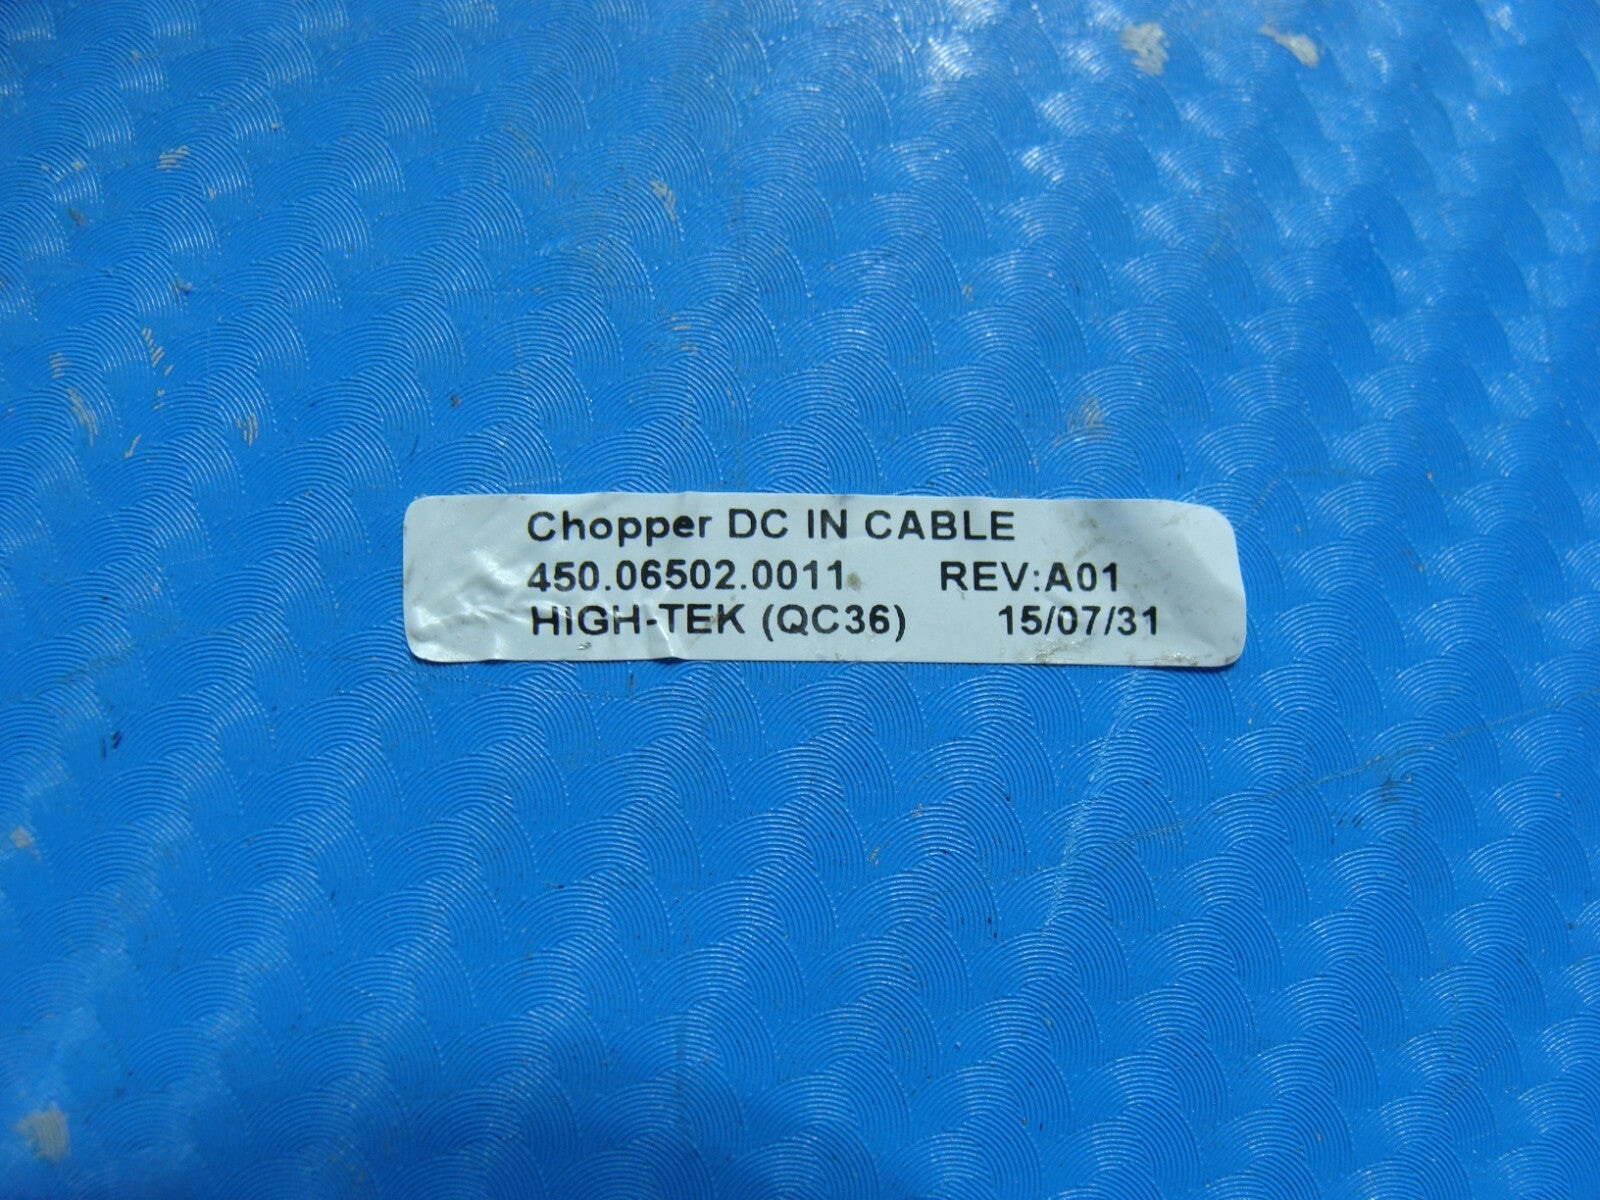 Chopper DC IN CABLE
450.06502.0011 REV:A01
HIGH-TEK (QC36) 15/07/31